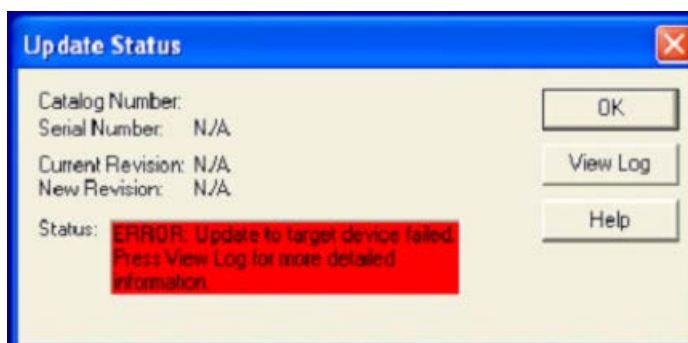 Update Status
Catalog Number:
Serial Number: N/A
Current Revision: N/A
New Revision: N/A
Status: ERROR: Update to target device failed.
Press View Log for more detailed
information.
OK
View Log
Help